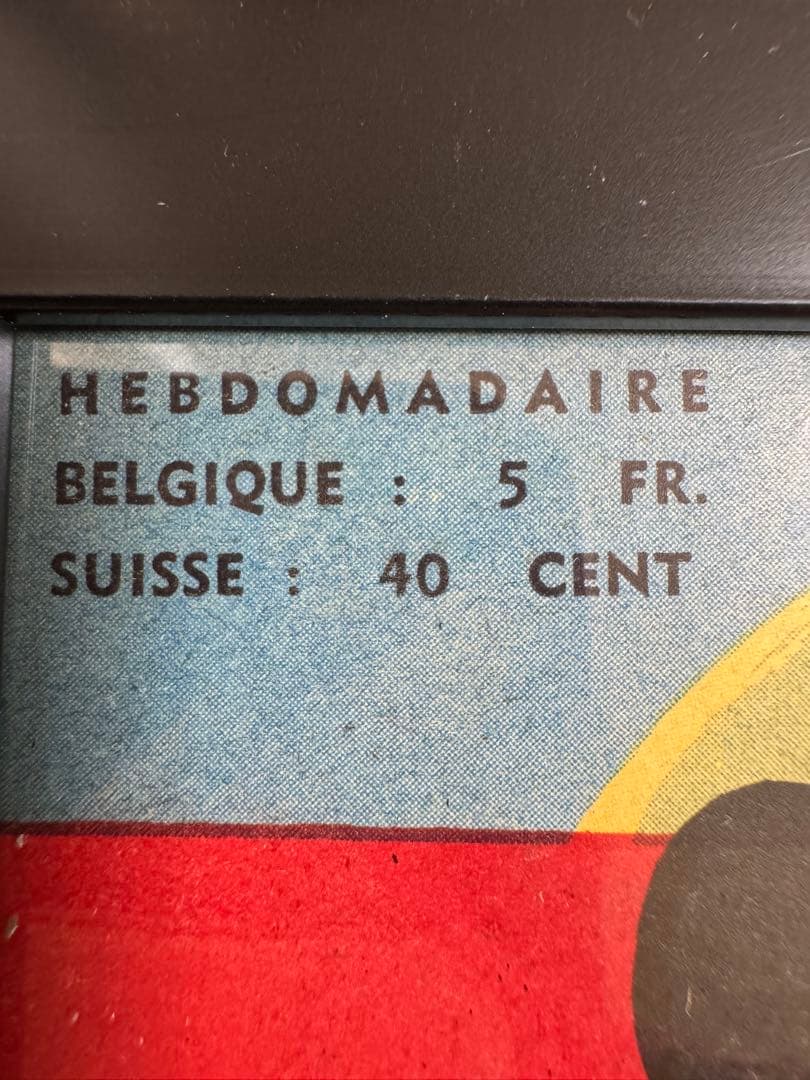 HEBDOMADAIRE
BELGIQUE : 5 FR.
SUISSE : 40 CENT